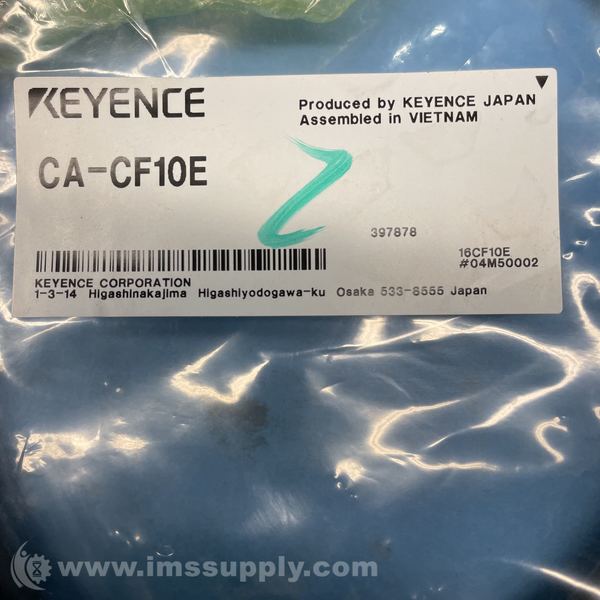 KEYENCE
Produced by KEYENCE JAPAN
Assembled in VIETNAM
CA-CF10E
397878
16CF10E
#04M50002
KEYENCE CORPORATION
1-3-14 Higashinakajima Higashiyodogawa-ku Osaka 533-8555 Japan
www.imssupply.com